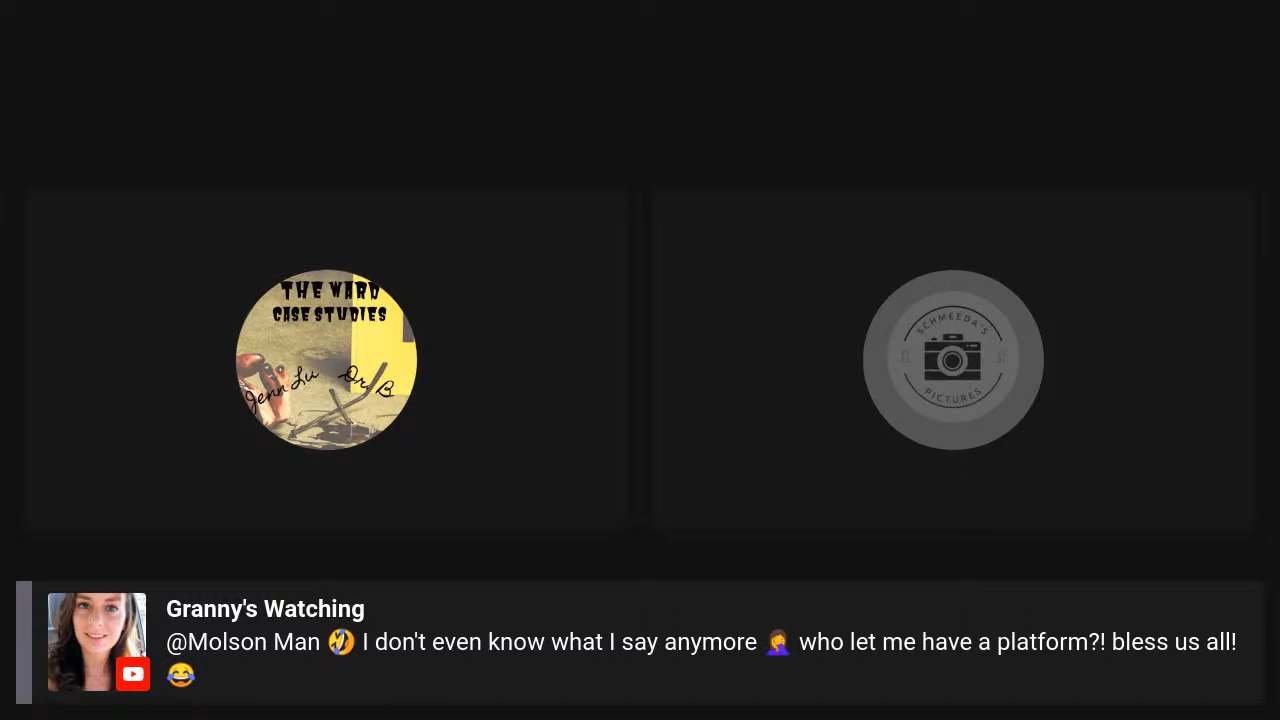 THE WARD
CASE STUDIES
Jenn Lu Dr. B
SCHMEEDA'S
PICTURES
Granny's Watching
@Molson Man 🤣 I don't even know what I say anymore 🤦‍♀️ who let me have a platform?! bless us all!
😂